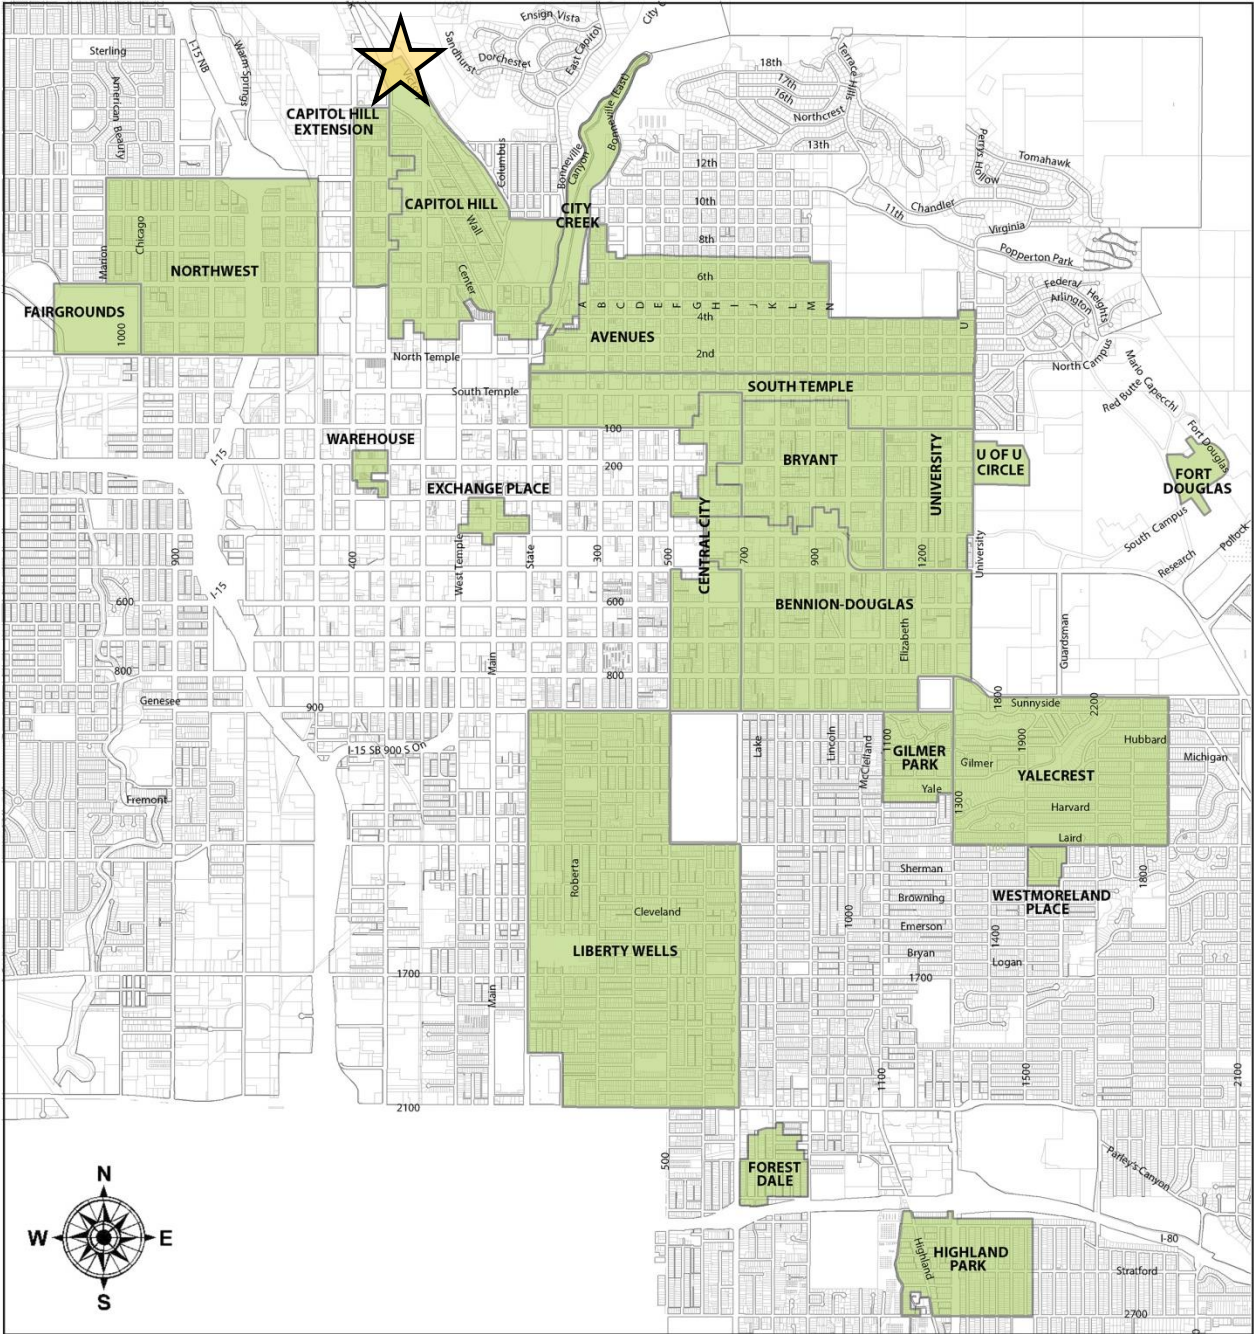 Ensign Vista
City C
Sterling
I-15 NB
Warm Springs
Sandhurst
Dorchester
East Capitol
American Beauty
CAPITOL HILL
EXTENSION
Columbus
Bonneville
Canyon
Bonneville (East)
18th
17th
16th
Terrace Hills
Northcrest
13th
12th
10th
8th
11th
Perrys Hollow
Tomahawk
Chandler
Virginia
Popperton Park
Federal Heights
Arlington
Marion
Chicago
NORTHWEST
CAPITOL HILL
Wall
Center
CITY
CREEK
FAIRGROUNDS
1000
6th
A B C D E F G H I J K L M N
4th
U
AVENUES
2nd
North Temple
South Temple
SOUTH TEMPLE
North Campus
Mario Capecchi
Red Butte
Fort Douglas
100
WAREHOUSE
I-15
200
BRYANT
UNIVERSITY
U OF U
CIRCLE
FORT
DOUGLAS
EXCHANGE PLACE
CENTRAL CITY
South Campus
Research
Pollock
900
400
West Temple
State
300
500
700
900
1200
University
I-15
600
600
BENNION-DOUGLAS
Elizabeth
Guardsman
800
Main
800
Genesee
900
I-15 SB 900 S On
1800
Sunnyside
2200
Lake
Lincoln
McClelland
1100
GILMER
PARK
Yale
Gilmer
1900
Hubbard
Michigan
YALECREST
Fremont
1300
Harvard
Laird
Roberta
Sherman
1800
Cleveland
Browning
WESTMORELAND
PLACE
1000
Emerson
1400
LIBERTY WELLS
Bryan
Logan
1700
1700
Main
1100
1500
2100
2100
500
FOREST
DALE
Parley's Canyon
N
W
E
S
I-80
HIGHLAND
PARK
Highland
Stratford
2700